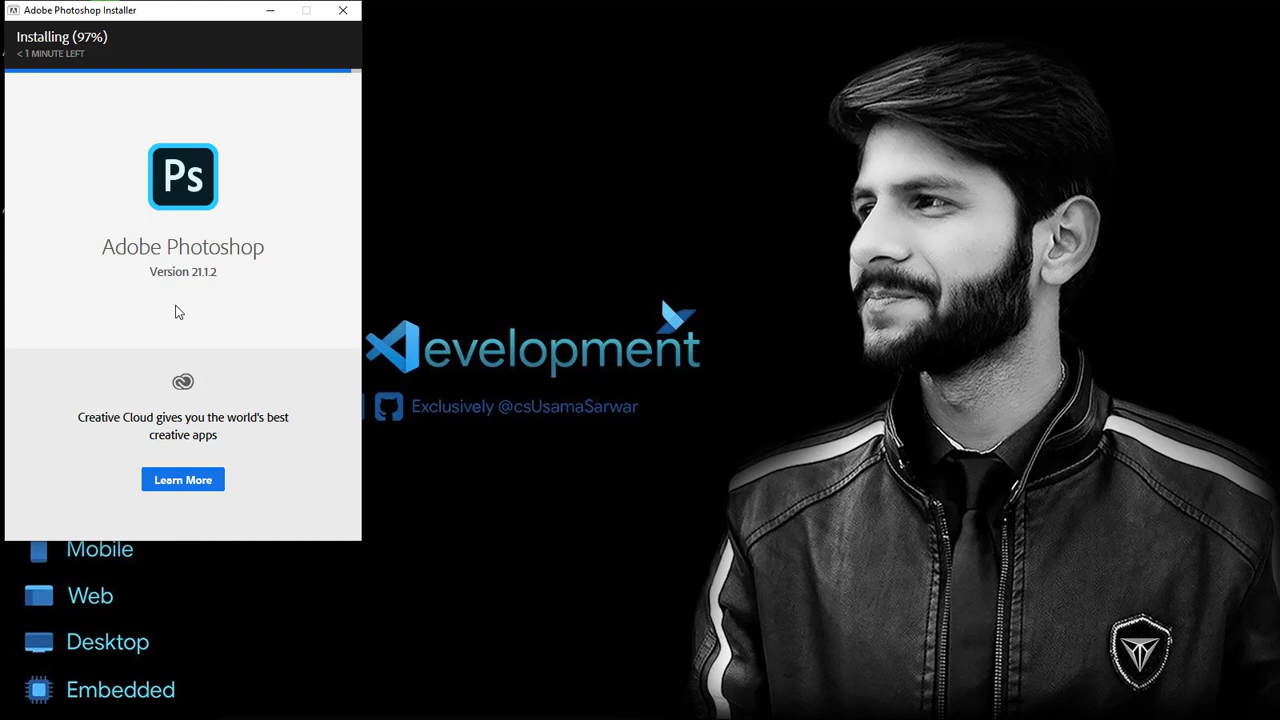 Adobe Photoshop Installer
Installing (97%)
< 1 MINUTE LEFT
Ps
Adobe Photoshop
Version 21.1.2
Creative Cloud gives you the world's best
creative apps
Learn More
evelopment
Exclusively @csUsamaSarwar
Mobile
Web
Desktop
Embedded